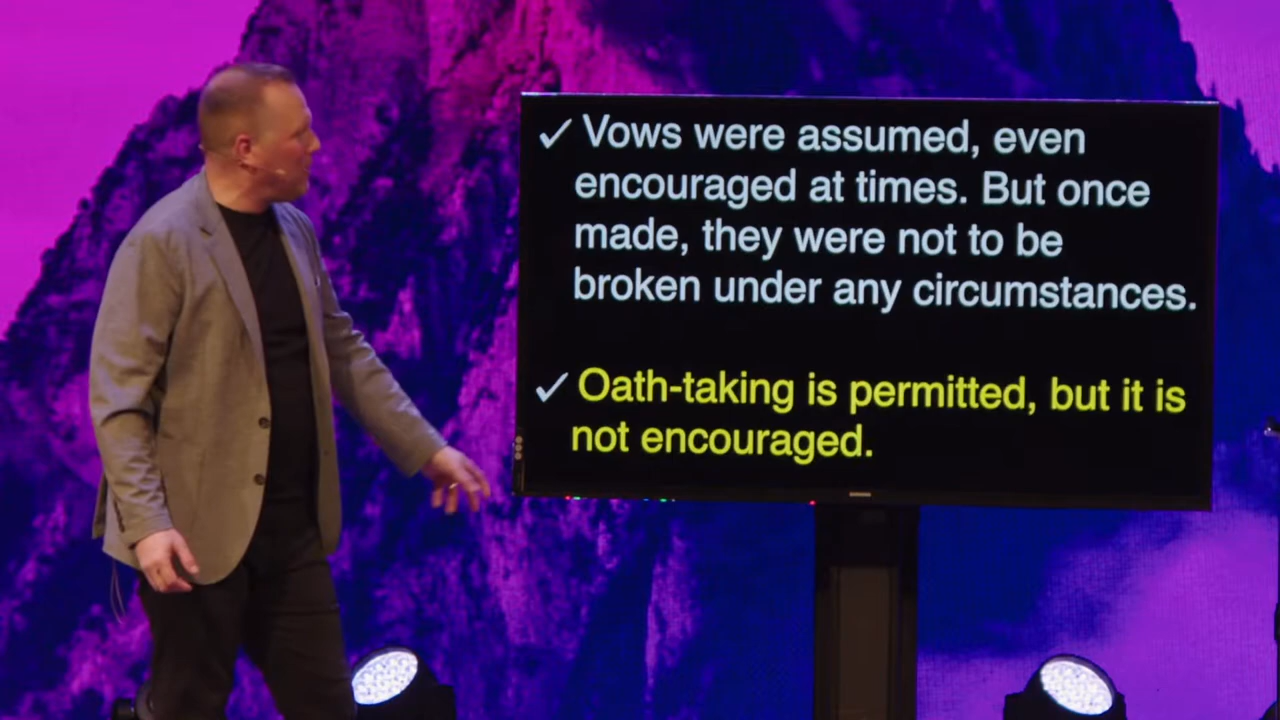 ✓ Vows were assumed, even
encouraged at times. But once
made, they were not to be
broken under any circumstances.
✓ Oath-taking is permitted, but it is
not encouraged.